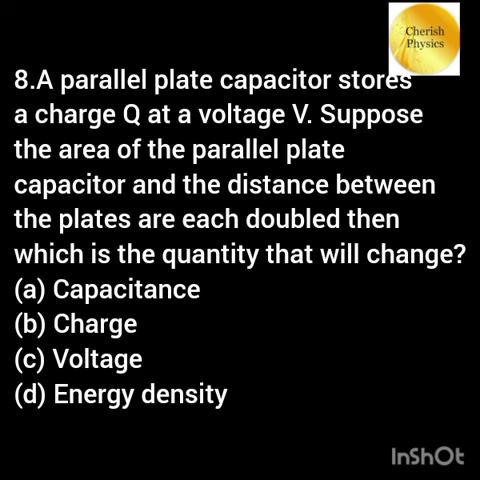 Cherish
Physics
8.A parallel plate capacitor stores
a charge Q at a voltage V. Suppose
the area of the parallel plate
capacitor and the distance between
the plates are each doubled then
which is the quantity that will change?
(a) Capacitance
(b) Charge
(c) Voltage
(d) Energy density
InShOt